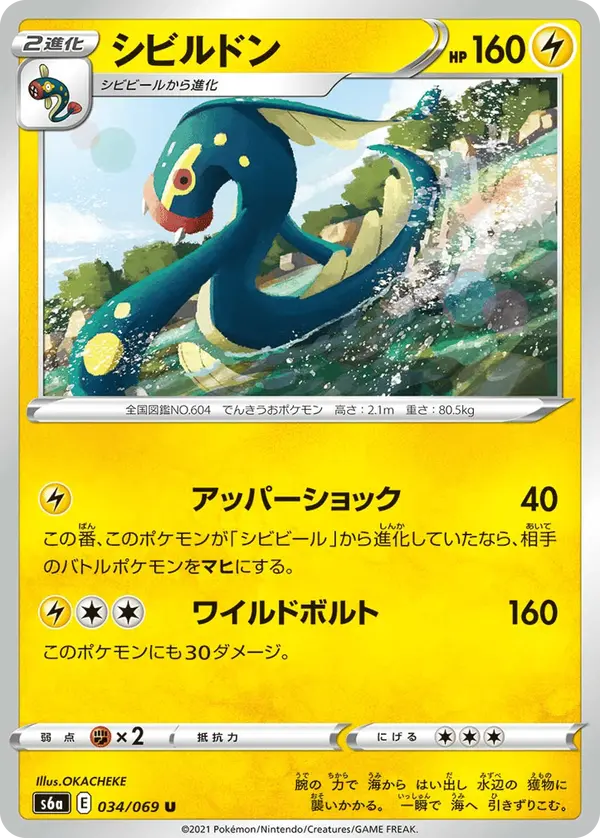 2進化
シビルドン
HP 160
シビビールから進化
全国図鑑NO.604 でんきうおポケモン 高さ:2.1m 重さ:80.5kg
アッパーショック 40
この番、このポケモンが「シビビール」から進化していたなら、相手
のバトルポケモンをマヒにする。
ワイルドボルト 160
このポケモンにも30ダメージ。
弱点 ×2 抵抗力 にげる
Illus.OKACHEKE
s6a E 034/069 U
腕の 力で 海から はい出し 水辺の 獲物に
襲いかかる。 一瞬で 海へ 引きずりこむ。
©2021 Pokémon/Nintendo/Creatures/GAME FREAK.